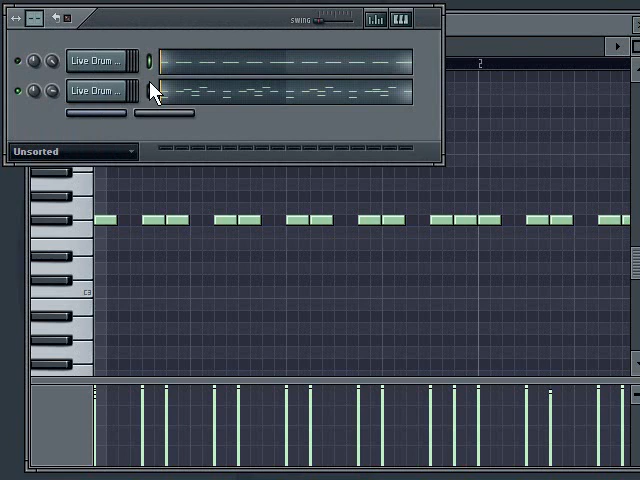 SWING
Live Drum ...
Live Drum ...
Unsorted
2
C3